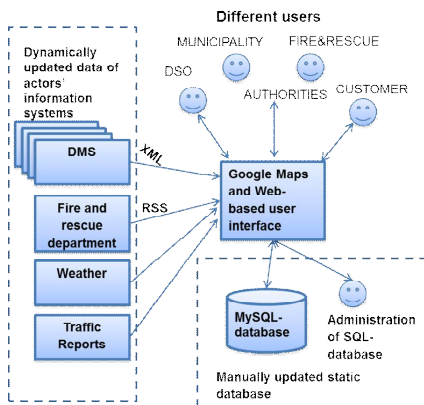 Different users
MUNICIPALITY
FIRE&RESCUE
DSO
AUTHORITIES
CUSTOMER
Dynamically
updated data of
actors'
information
systems
DMS
XML
Fire and
rescue
department
RSS
Weather
Traffic
Reports
Google Maps
and Web-
based user
interface
MySQL-
database
Administration
of SQL-
database
Manually updated static
database